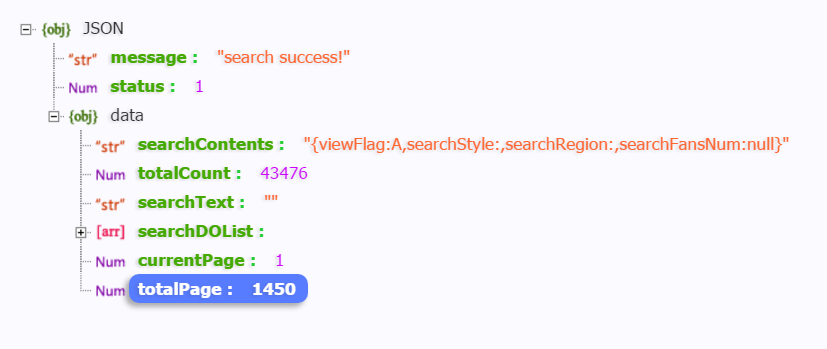 {obj} JSON
"str" message : "search success!"
Num status : 1
{obj} data
"str" searchContents : "{viewFlag:A,searchStyle:,searchRegion:,searchFansNum:null}"
Num totalCount : 43476
"str" searchText : ""
[arr] searchDOList :
Num currentPage : 1
Num totalPage : 1450